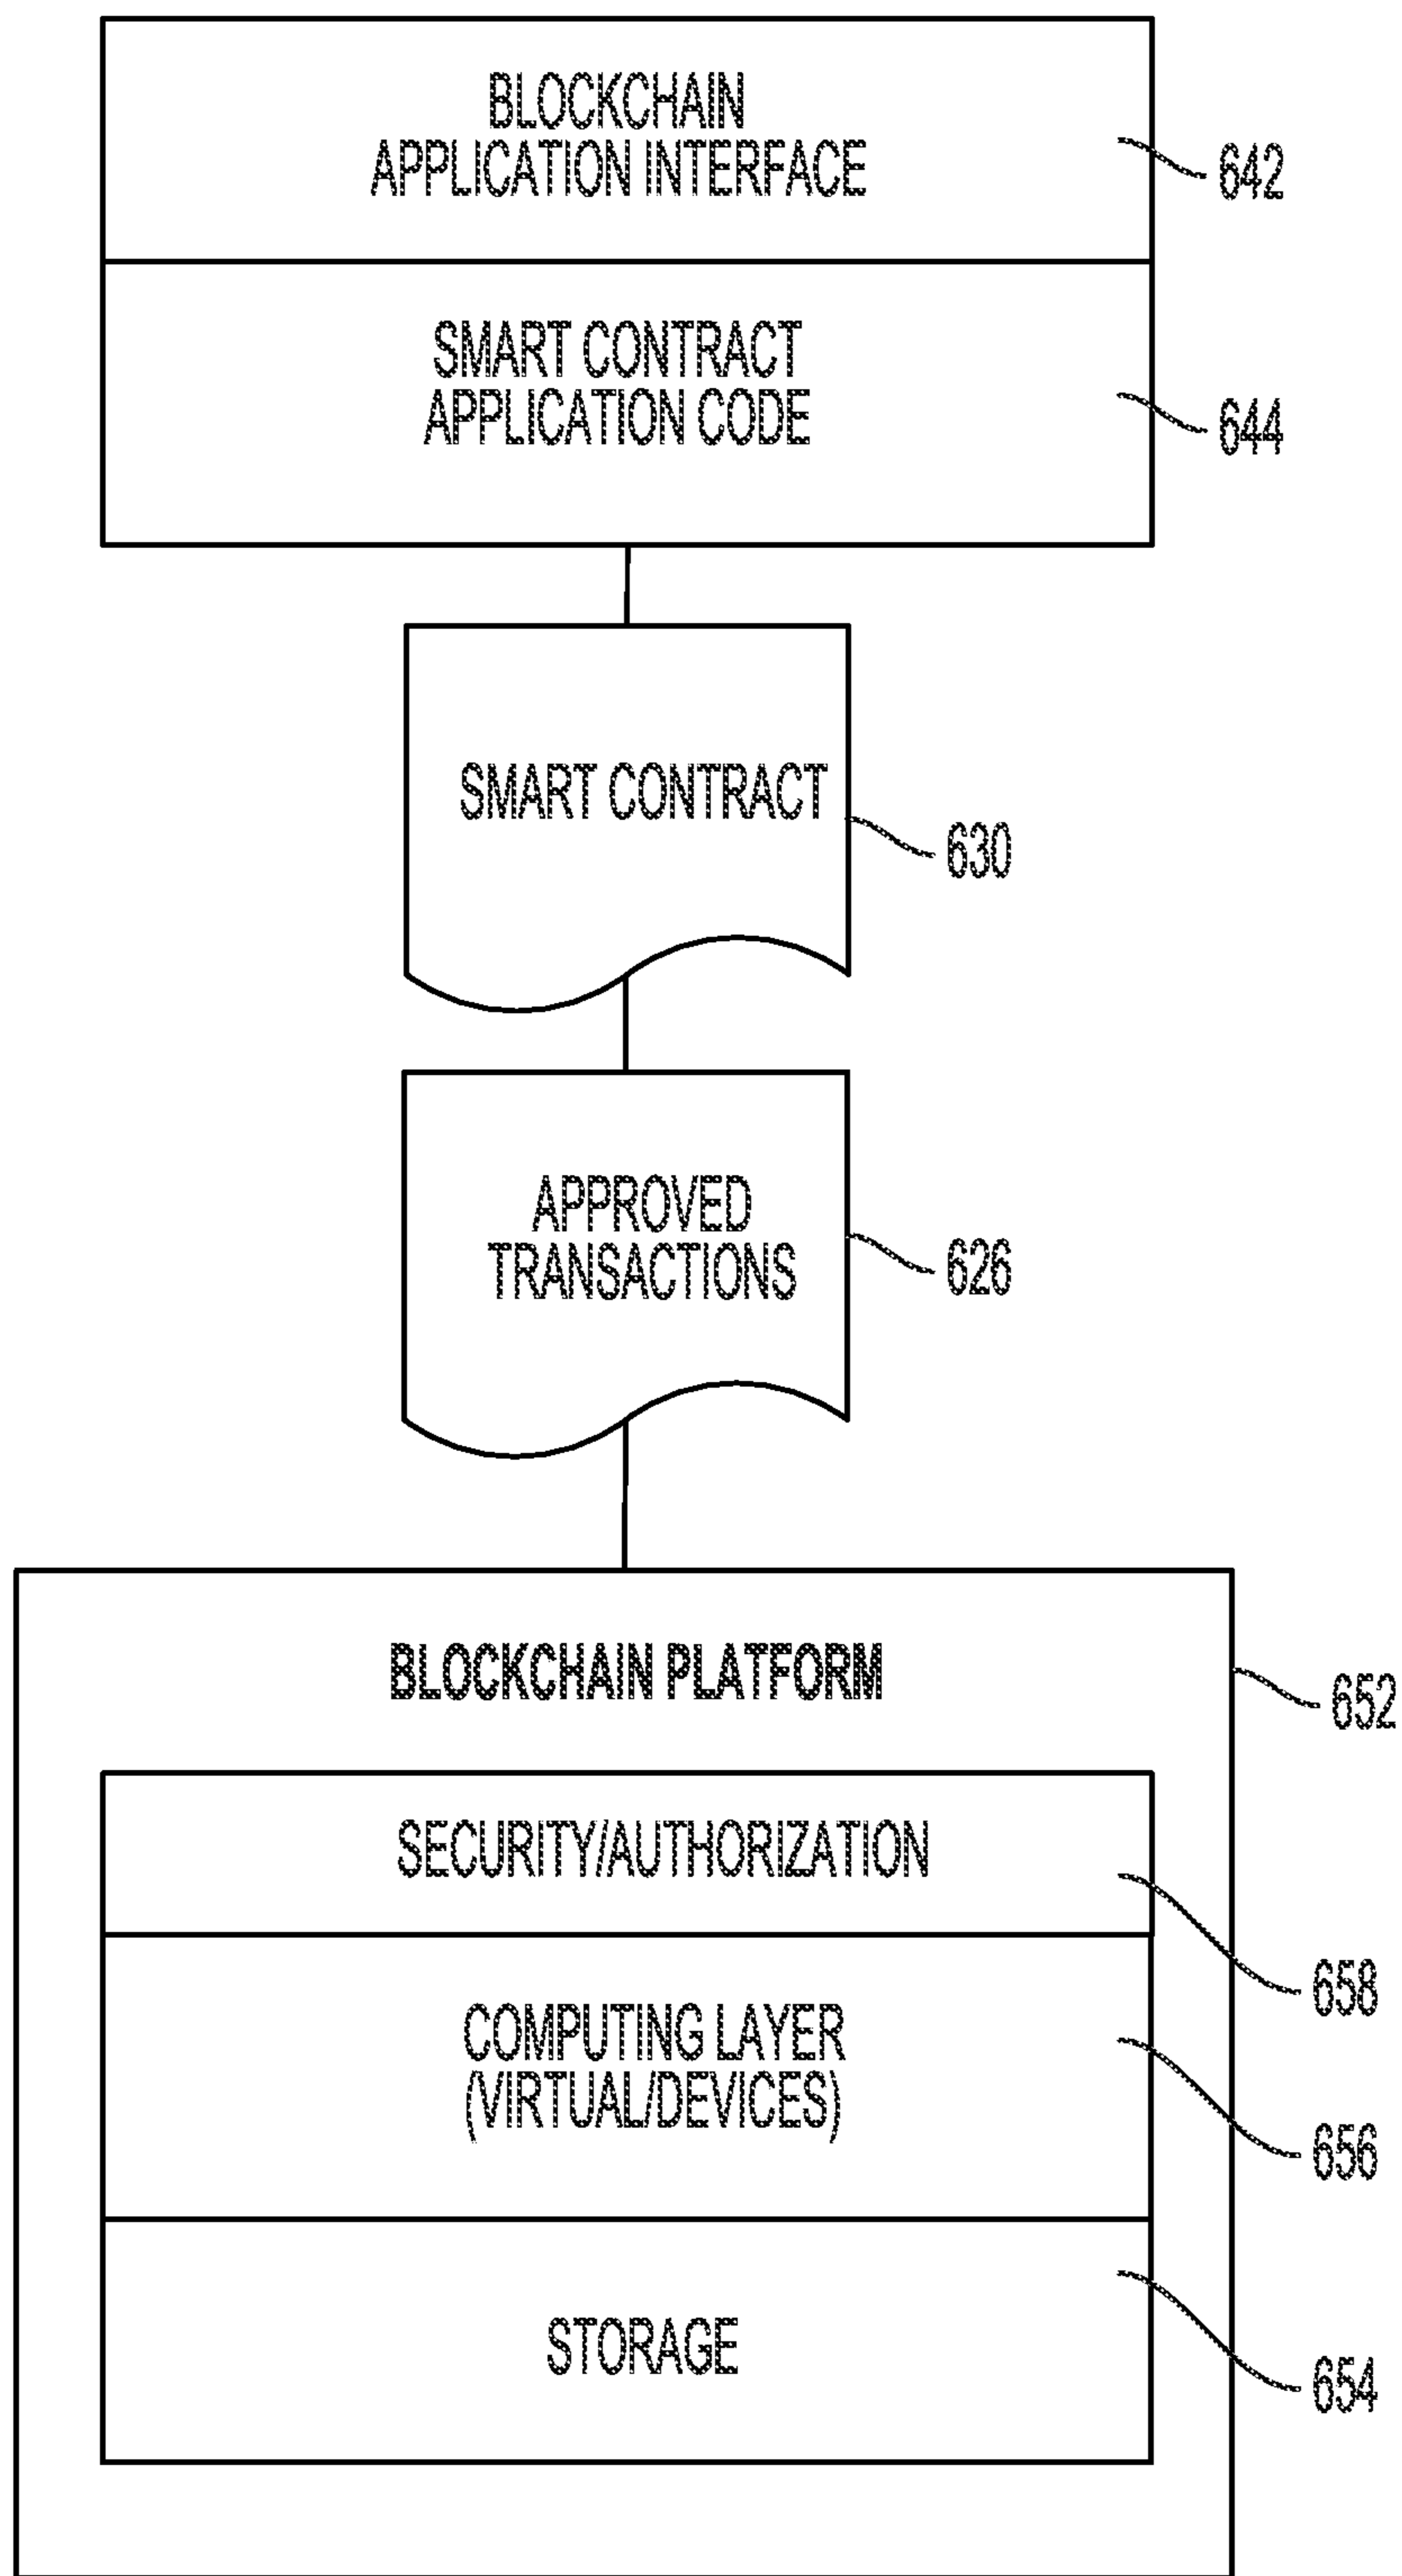 BLOCKCHAIN
APPLICATION INTERFACE
642
SMART CONTRACT
APPLICATION CODE
644
SMART CONTRACT
630
APPROVED
TRANSACTIONS
626
BLOCKCHAIN PLATFORM
652
SECURITY/AUTHORIZATION
658
COMPUTING LAYER
(VIRTUAL/DEVICES)
656
STORAGE
654